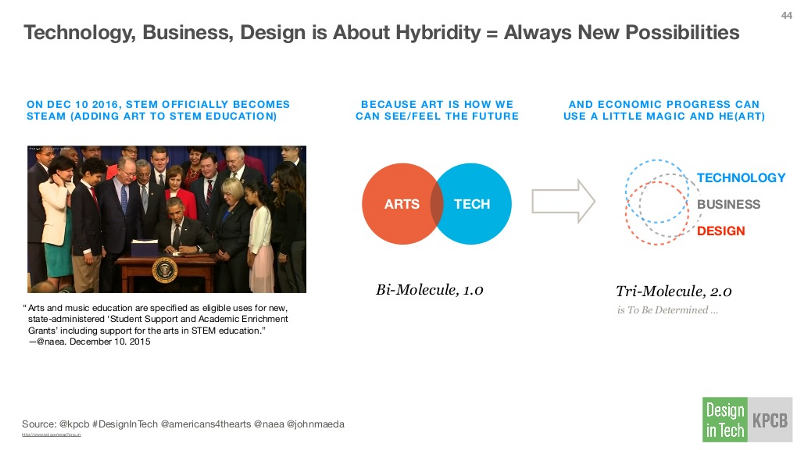 44
Technology, Business, Design is About Hybridity = Always New Possibilities
ON DEC 10 2016, STEM OFFICIALLY BECOMES
STEAM (ADDING ART TO STEM EDUCATION)
BECAUSE ART IS HOW WE
CAN SEE/FEEL THE FUTURE
AND ECONOMIC PROGRESS CAN
USE A LITTLE MAGIC AND HE(ART)
ARTS
TECH
TECHNOLOGY
BUSINESS
DESIGN
Bi-Molecule, 1.0
Tri-Molecule, 2.0
is To Be Determined ...
“ Arts and music education are specified as eligible uses for new,
state-administered ‘Student Support and Academic Enrichment
Grants’ including support for the arts in STEM education.”
—@naea. December 10. 2015
Source: @kpcb #DesignInTech @americans4thearts @naea @johnmaeda
Design
in Tech
KPCB